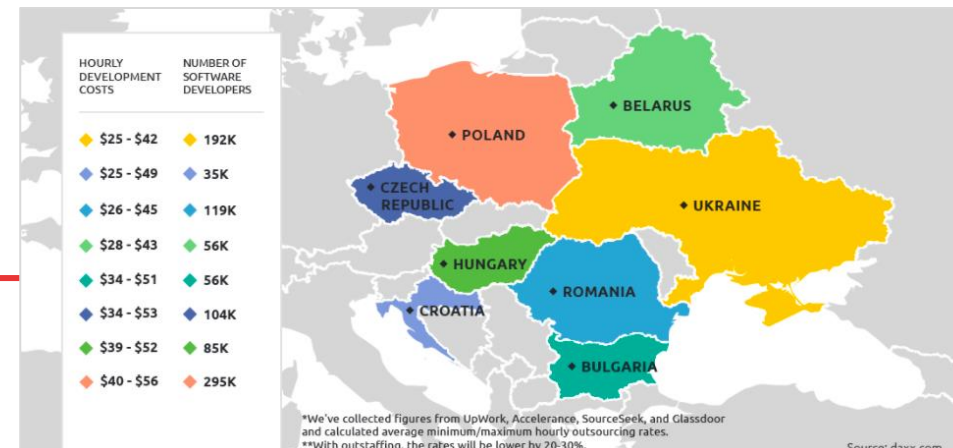 HOURLY
DEVELOPMENT
COSTS
NUMBER OF
SOFTWARE
DEVELOPERS
$25 - $42 192K
$25 - $49 35K
$26 - $45 119K
$28 - $43 56K
$34 - $51 56K
$34 - $53 104K
$39 - $52 85K
$40 - $56 295K
BELARUS
POLAND
CZECH
REPUBLIC
UKRAINE
HUNGARY
ROMANIA
CROATIA
BULGARIA
*We've collected figures from UpWork, Accelerance, SourceSeek, and Glassdoor
and calculated average minimum/maximum hourly outsourcing rates.
**With outstaffing, the rates will be lower by 20-30%.
Source: daxx.com